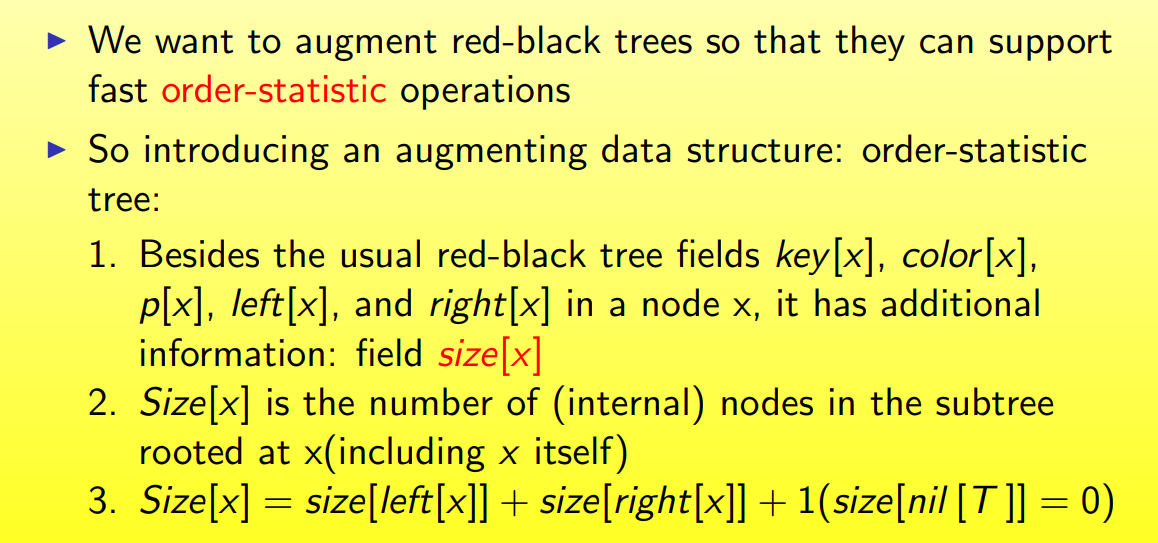 ▶ We want to augment red-black trees so that they can support
fast order-statistic operations
▶ So introducing an augmenting data structure: order-statistic
tree:
1. Besides the usual red-black tree fields key[x], color[x],
p[x], left[x], and right[x] in a node x, it has additional
information: field size[x]
2. Size[x] is the number of (internal) nodes in the subtree
rooted at x(including x itself)
3. Size[x] = size[left[x]] + size[right[x]] + 1(size[nil [T ]] = 0)